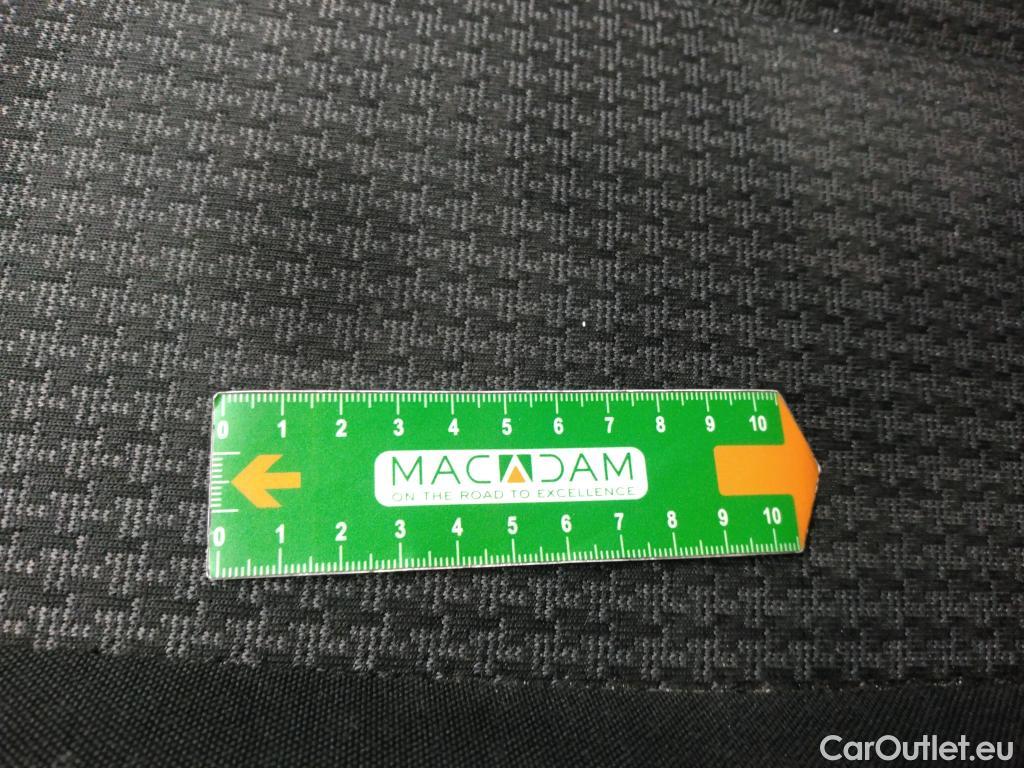 0 1 2 3 4 5 6 7 8 9 10
MACADAM
ON THE ROAD TO EXCELLENCE
0 1 2 3 4 5 6 7 8 9 10
CarOutlet.eu